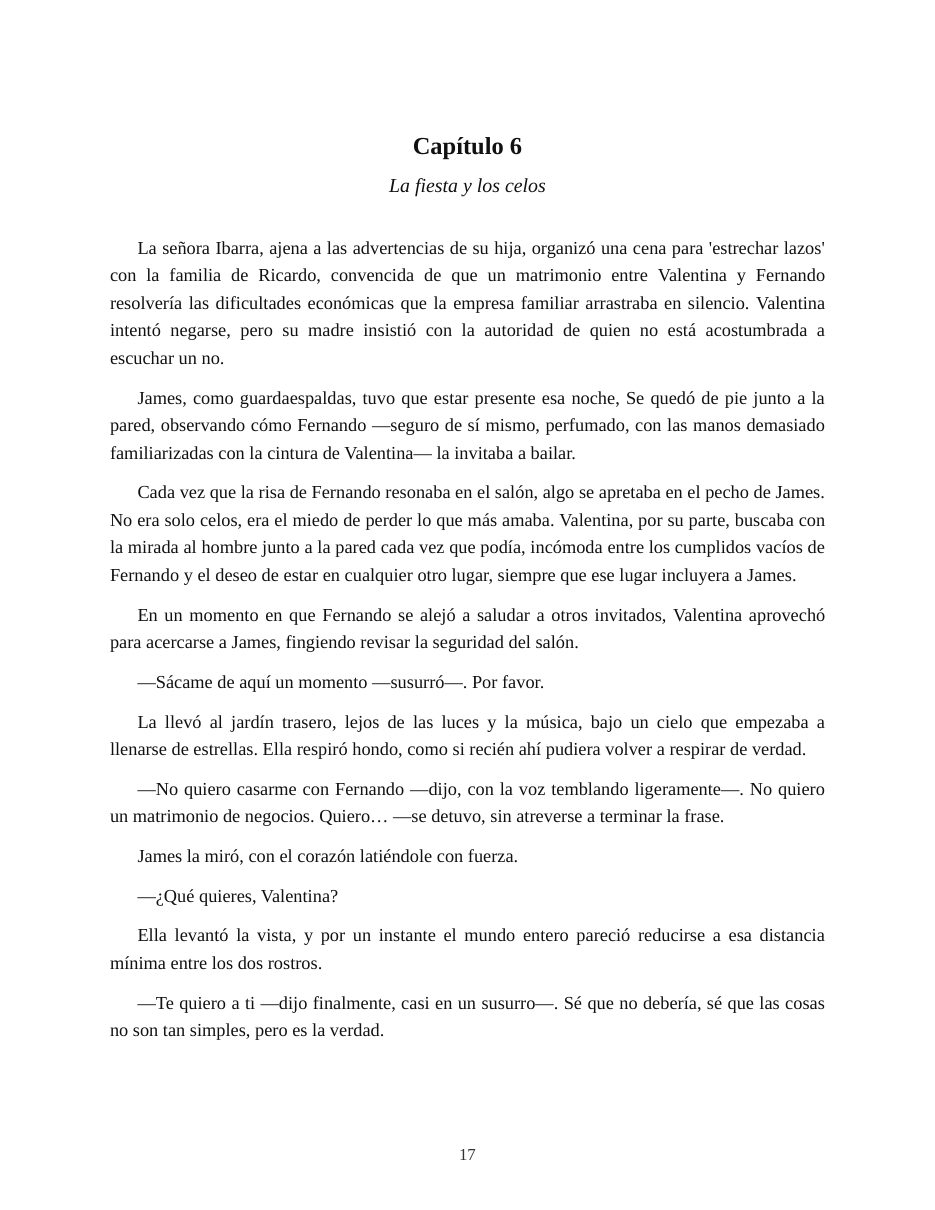 Capítulo 6
La fiesta y los celos
La señora Ibarra, ajena a las advertencias de su hija, organizó una cena para 'estrechar lazos'
con la familia de Ricardo, convencida de que un matrimonio entre Valentina y Fernando
resolvería las dificultades económicas que la empresa familiar arrastraba en silencio. Valentina
intentó negarse, pero su madre insistió con la autoridad de quien no está acostumbrada a
escuchar un no.
James, como guardaespaldas, tuvo que estar presente esa noche, Se quedó de pie junto a la
pared, observando cómo Fernando —seguro de sí mismo, perfumado, con las manos demasiado
familiarizadas con la cintura de Valentina— la invitaba a bailar.
Cada vez que la risa de Fernando resonaba en el salón, algo se apretaba en el pecho de James.
No era solo celos, era el miedo de perder lo que más amaba. Valentina, por su parte, buscaba con
la mirada al hombre junto a la pared cada vez que podía, incómoda entre los cumplidos vacíos de
Fernando y el deseo de estar en cualquier otro lugar, siempre que ese lugar incluyera a James.
En un momento en que Fernando se alejó a saludar a otros invitados, Valentina aprovechó
para acercarse a James, fingiendo revisar la seguridad del salón.
—Sácame de aquí un momento —susurró—. Por favor.
La llevó al jardín trasero, lejos de las luces y la música, bajo un cielo que empezaba a
llenarse de estrellas. Ella respiró hondo, como si recién ahí pudiera volver a respirar de verdad.
—No quiero casarme con Fernando —dijo, con la voz temblando ligeramente—. No quiero
un matrimonio de negocios. Quiero… —se detuvo, sin atreverse a terminar la frase.
James la miró, con el corazón latiéndole con fuerza.
—¿Qué quieres, Valentina?
Ella levantó la vista, y por un instante el mundo entero pareció reducirse a esa distancia
mínima entre los dos rostros.
—Te quiero a ti —dijo finalmente, casi en un susurro—. Sé que no debería, sé que las cosas
no son tan simples, pero es la verdad.
17